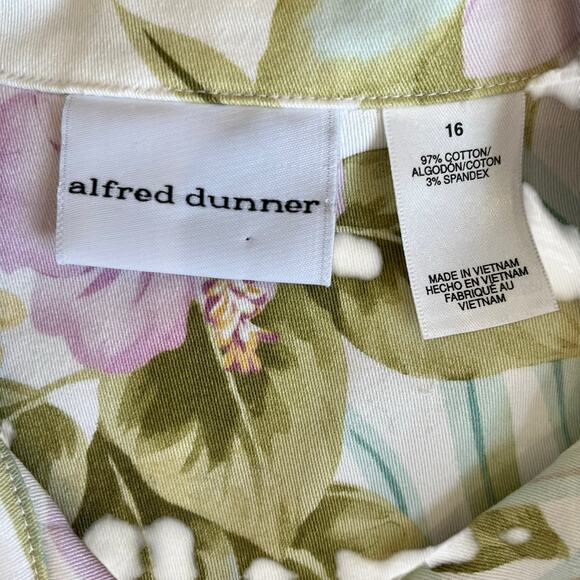 alfred dunner
16
97% COTTON/
ALGODÓN/COTON
3% SPANDEX
MADE IN VIETNAM
HECHO EN VIETNAM
FABRIQUÉ AU
VIETNAM